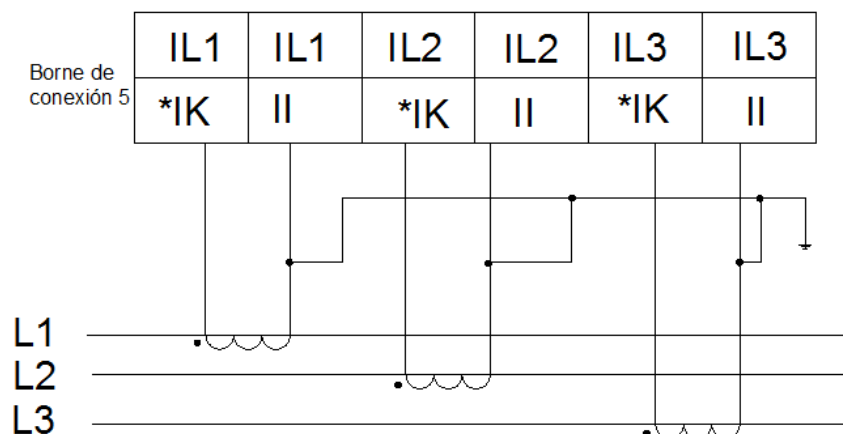 IL1 IL1 IL2 IL2 IL3 IL3
Borne de
conexión 5
*IK II *IK II *IK II
L1
L2
L3